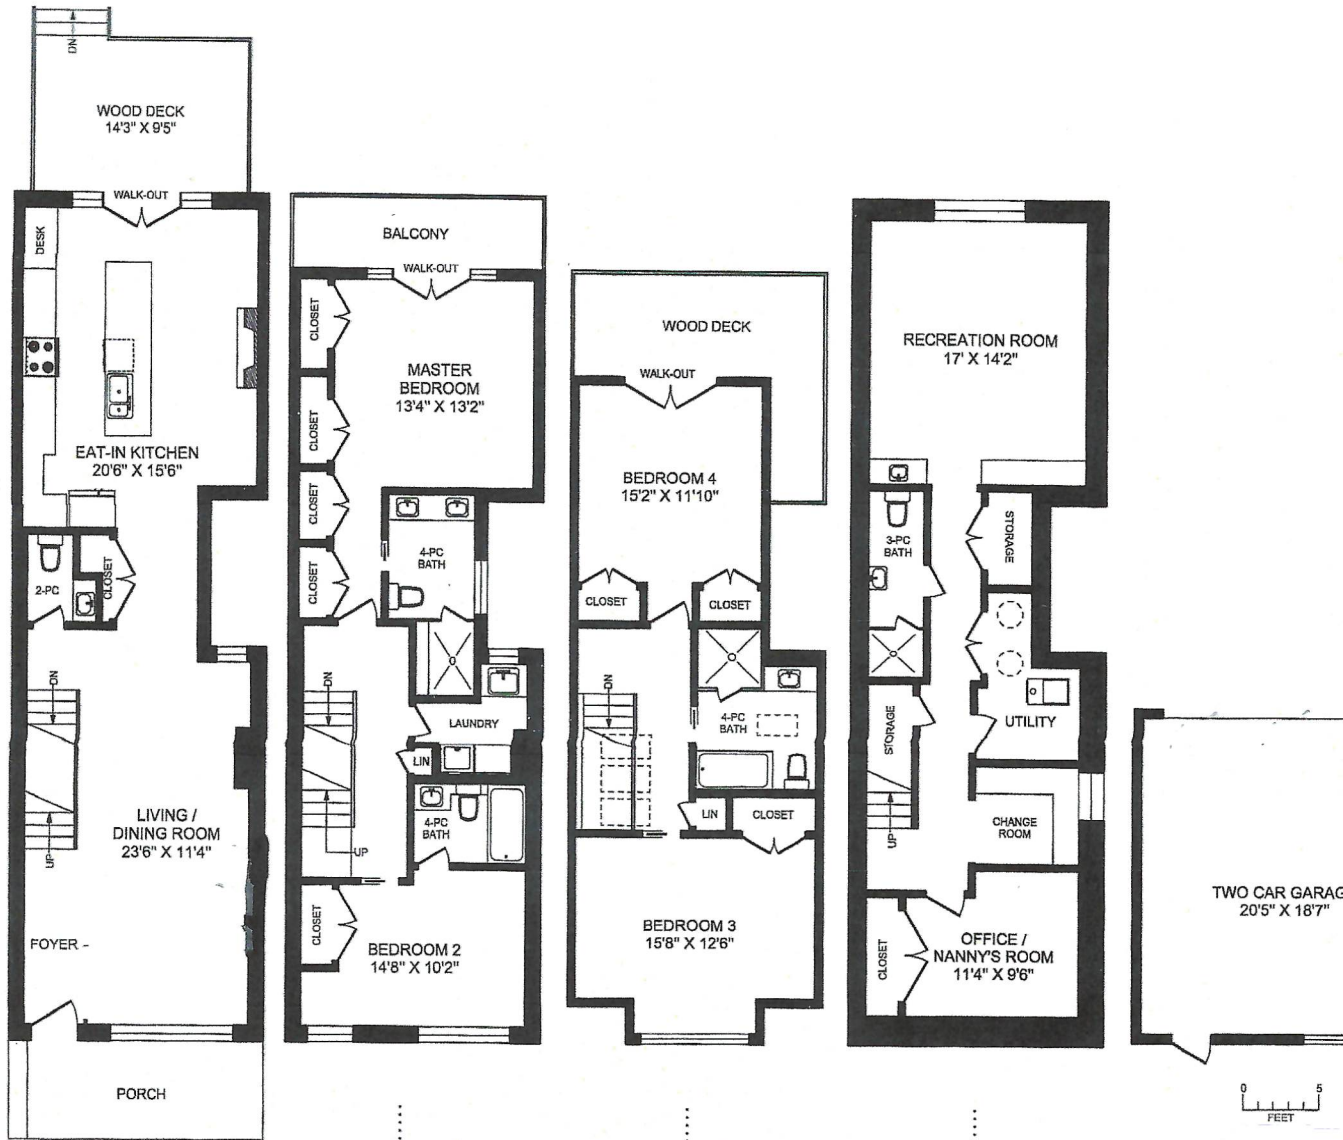 DN
WOOD DECK
14'3" X 9'5"
WALK-OUT
DESK
EAT-IN KITCHEN
20'6" X 15'6"
2-PC
CLOSET
DN
UP
LIVING /
DINING ROOM
23'6" X 11'4"
FOYER -
PORCH
BALCONY
WALK-OUT
CLOSET
MASTER
BEDROOM
13'4" X 13'2"
CLOSET
CLOSET
CLOSET
4-PC
BATH
DN
LAUNDRY
LIN
4-PC
BATH
UP
CLOSET
BEDROOM 2
14'8" X 10'2"
WOOD DECK
WALK-OUT
BEDROOM 4
15'2" X 11'10"
CLOSET
CLOSET
DN
4-PC
BATH
LIN
CLOSET
BEDROOM 3
15'8" X 12'6"
RECREATION ROOM
17' X 14'2"
3-PC
BATH
STORAGE
STORAGE
UTILITY
UP
CHANGE
ROOM
CLOSET
OFFICE /
NANNY'S ROOM
11'4" X 9'6"
TWO CAR GARAG
20'5" X 18'7"
0 5
FEET